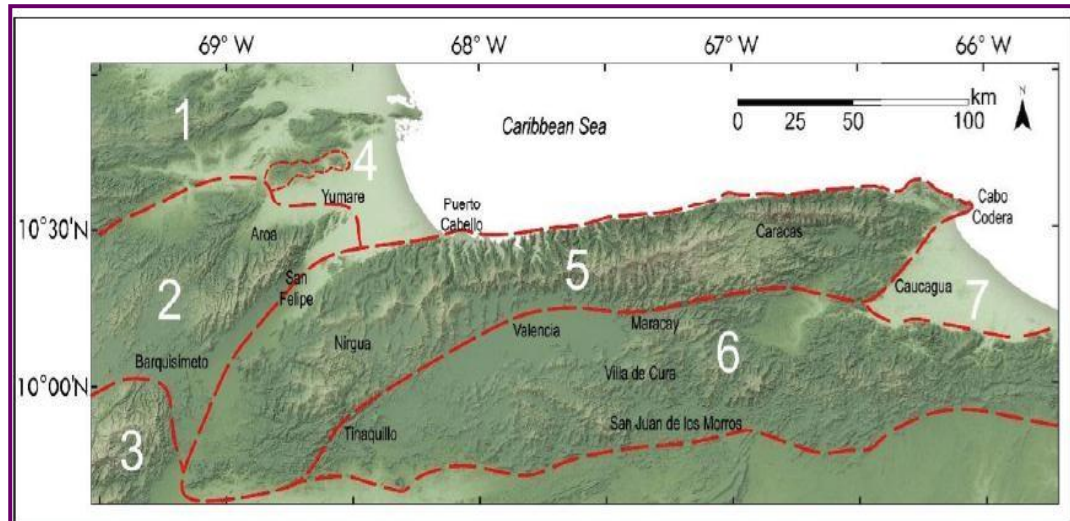 69° W 68° W 67° W 66° W
km
0 25 50 100
N
Caribbean Sea
1
4
Yumare
Puerto
Cabello
Cabo
Codera
10°30'N
Aroa
Caracas
San
Felipe
5
Caucagua
7
2
Nirgua
Valencia
Maracay
6
Barquisimeto
Villa de Cura
10°00'N
3
Tinaquillo
San Juan de los Morros